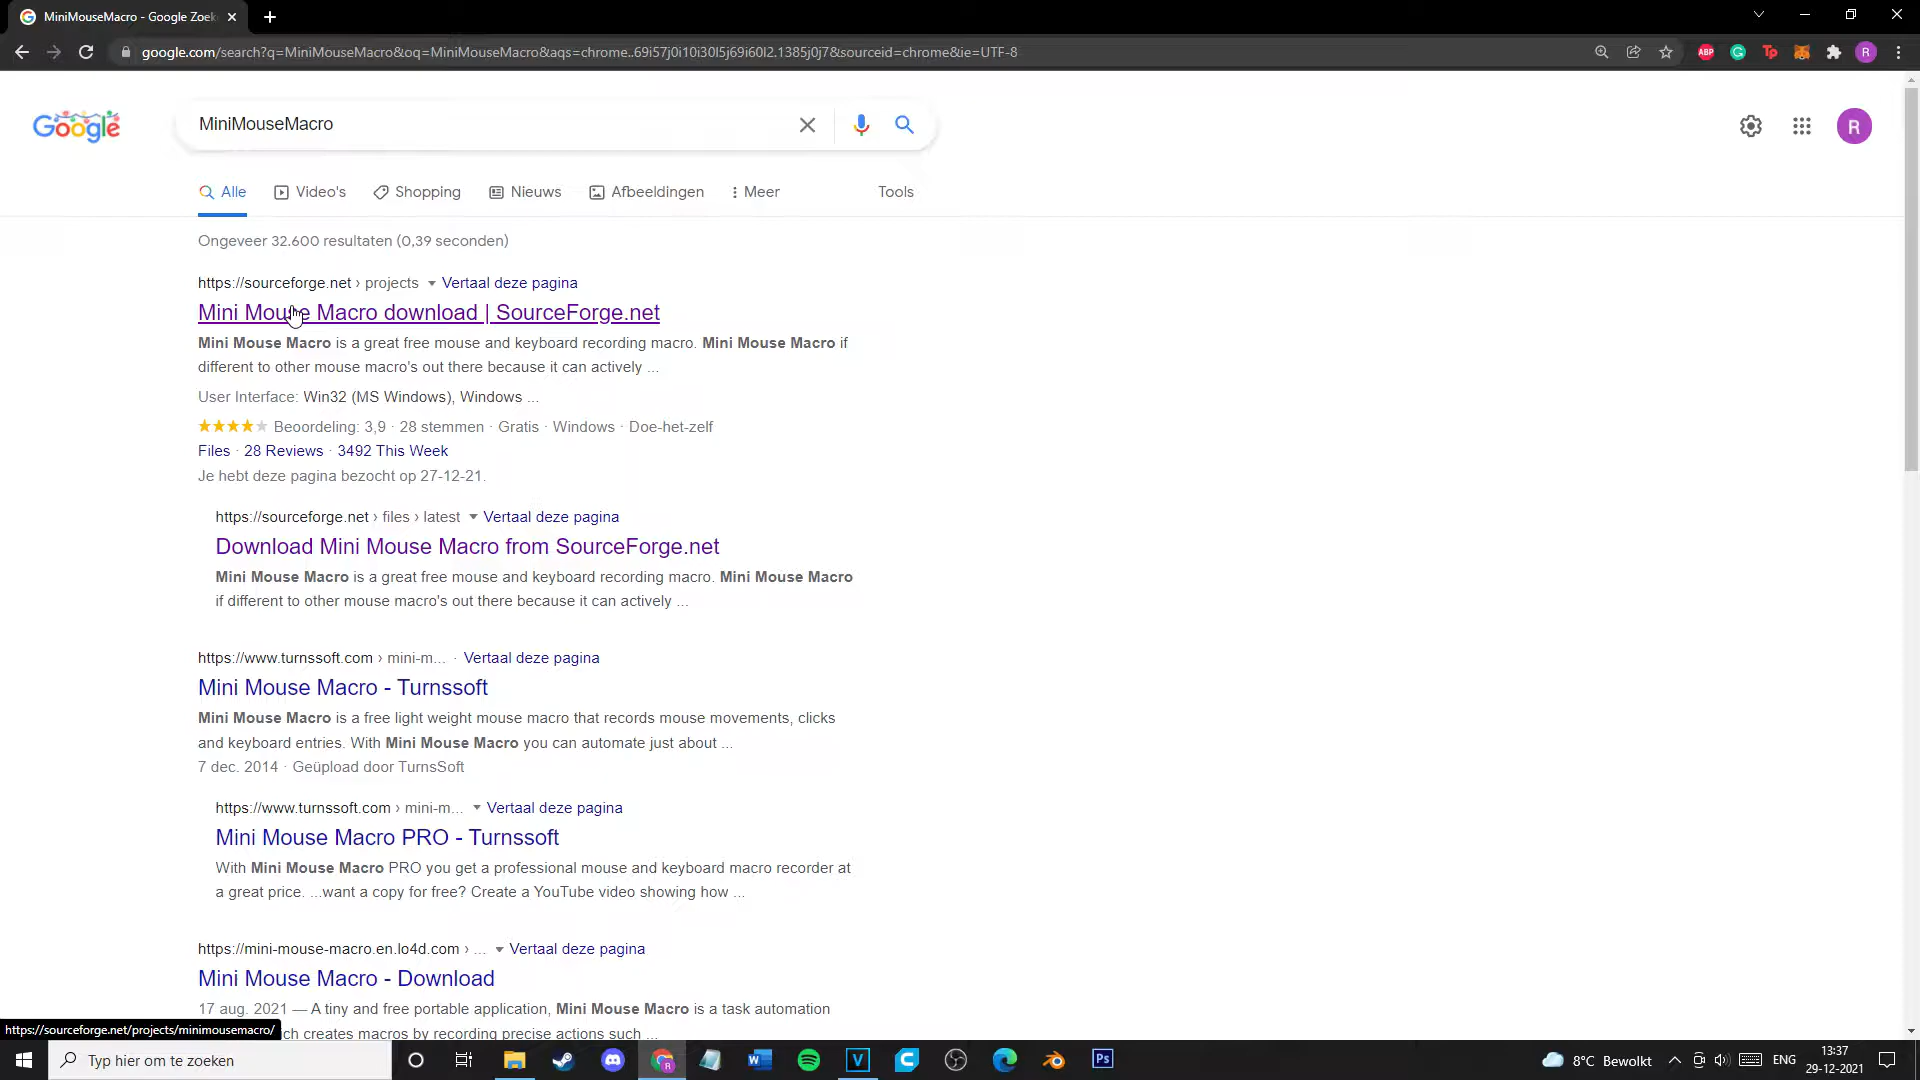 MiniMouseMacro - Google Zoek
google.com/search?q=MiniMouseMacro&oq=MiniMouseMacro&aqs=chrome..69i57j0i10i30l5j69i60l2.1385j0j7&sourceid=chrome&ie=UTF-8
ABP
G
Tp
R
Google
MiniMouseMacro
R
Alle
Video's
Shopping
Nieuws
Afbeeldingen
Meer
Tools
Ongeveer 32.600 resultaten (0,39 seconden)
https://sourceforge.net › projects Vertaal deze pagina
Mini Mouse Macro download | SourceForge.net
Mini Mouse Macro is a great free mouse and keyboard recording macro. Mini Mouse Macro if
different to other mouse macro's out there because it can actively ...
User Interface: Win32 (MS Windows), Windows ...
Beoordeling: 3,9 · 28 stemmen · Gratis · Windows · Doe-het-zelf
Files · 28 Reviews · 3492 This Week
Je hebt deze pagina bezocht op 27-12-21.
https://sourceforge.net › files › latest Vertaal deze pagina
Download Mini Mouse Macro from SourceForge.net
Mini Mouse Macro is a great free mouse and keyboard recording macro. Mini Mouse Macro
if different to other mouse macro's out there because it can actively ...
https://www.turnssoft.com › mini-m... · Vertaal deze pagina
Mini Mouse Macro - Turnssoft
Mini Mouse Macro is a free light weight mouse macro that records mouse movements, clicks
and keyboard entries. With Mini Mouse Macro you can automate just about ...
7 dec. 2014 · Geüpload door TurnsSoft
https://www.turnssoft.com › mini-m... Vertaal deze pagina
Mini Mouse Macro PRO - Turnssoft
With Mini Mouse Macro PRO you get a professional mouse and keyboard macro recorder at
a great price. ...want a copy for free? Create a YouTube video showing how ...
https://mini-mouse-macro.en.lo4d.com › ... Vertaal deze pagina
Mini Mouse Macro - Download
17 aug. 2021 — A tiny and free portable application, Mini Mouse Macro is a task automation
creates macros by recording precise actions such ...
https://sourceforge.net/projects/minimousemacro/
Typ hier om te zoeken
R
W
V
C
Ps
8°C Bewolkt
ENG
13:37
29-12-2021